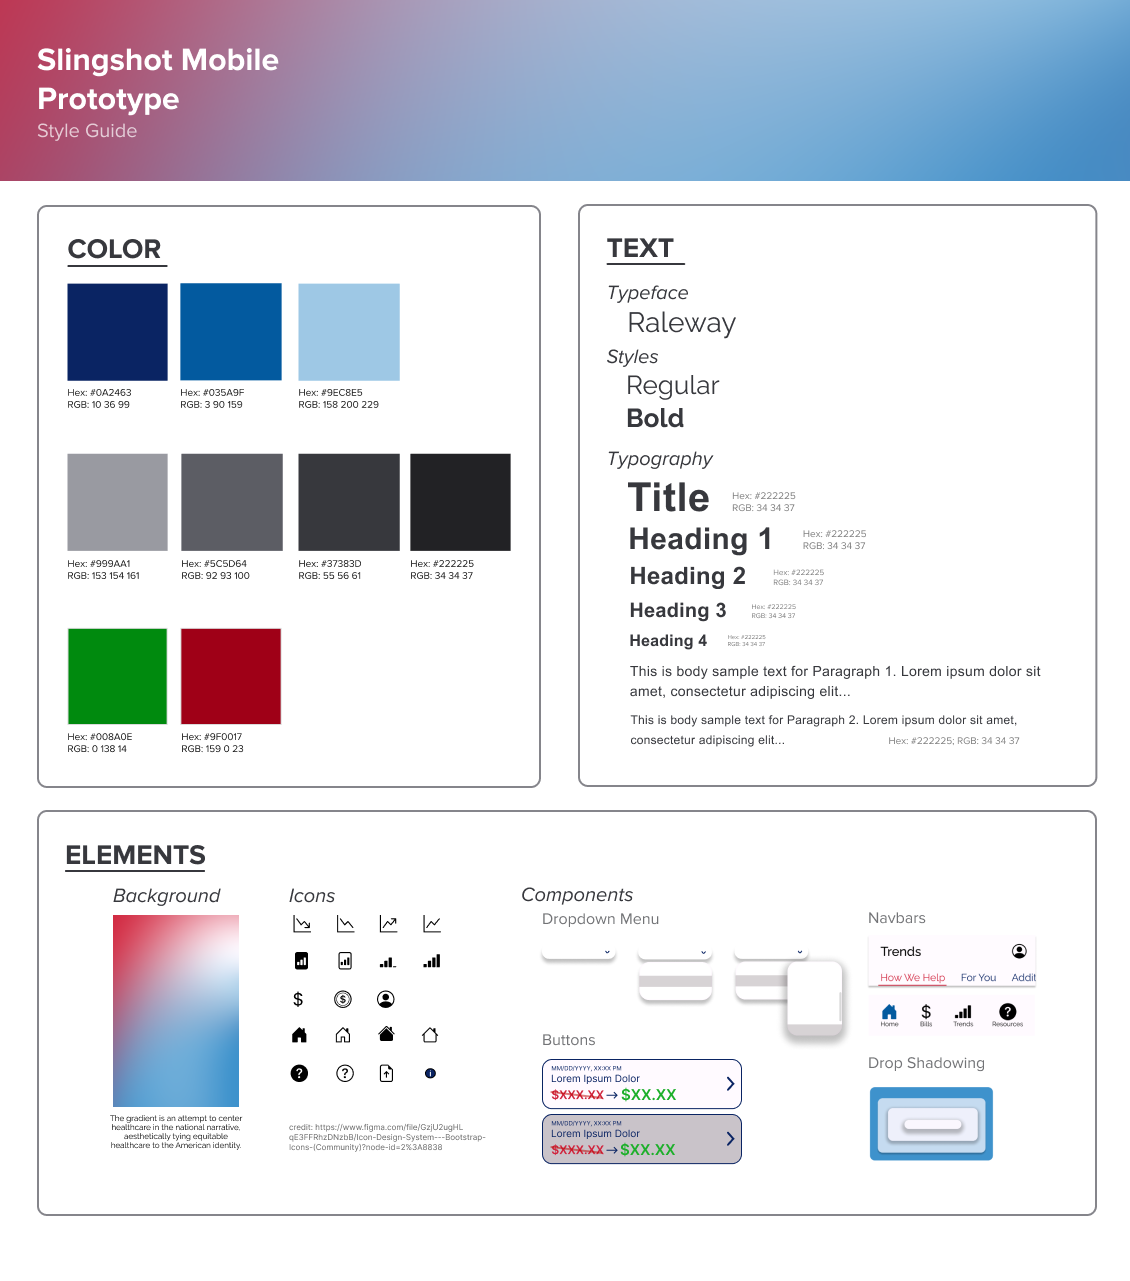 Slingshot Mobile
Prototype
Style Guide
COLOR
Hex: #0A2463
RGB: 10 36 99
Hex: #035A9F
RGB: 3 90 159
Hex: #9EC8E5
RGB: 158 200 229
Hex: #999AA1
RGB: 153 154 161
Hex: #5C5D64
RGB: 92 93 100
Hex: #37383D
RGB: 55 56 61
Hex: #222225
RGB: 34 34 37
Hex: #008A0E
RGB: 0 138 14
Hex: #9F0017
RGB: 159 0 23
TEXT
Typeface
Raleway
Styles
Regular
Bold
Typography
Title
Hex: #222225
RGB: 34 34 37
Heading 1
Hex: #222225
RGB: 34 34 37
Heading 2
Hex: #222225
RGB: 34 34 37
Heading 3
Hex: #222225
RGB: 34 34 37
Heading 4
Hex: #222225
RGB: 34 34 37
This is body sample text for Paragraph 1. Lorem ipsum dolor sit
amet, consectetur adipiscing elit...
This is body sample text for Paragraph 2. Lorem ipsum dolor sit amet,
consectetur adipiscing elit...
Hex: #222225; RGB: 34 34 37
ELEMENTS
Background
The gradient is an attempt to center
healthcare in the national narrative,
aesthetically tying equitable
healthcare to the American identity.
Icons
credit: https://www.figma.com/file/GzjU2ugHL
qE3FFRhzDNzbB/Icon-Design-System---Bootstrap-
Icons-(Community)?node-id=2%3A8838
Components
Dropdown Menu
Buttons
MM/DD/YYYY, XX:XX PM
Lorem Ipsum Dolor
$XXX.XX → $XX.XX
MM/DD/YYYY, XX:XX PM
Lorem Ipsum Dolor
$XXX.XX → $XX.XX
Navbars
Trends
How We Help For You Addit
Home Bills Trends Resources
Drop Shadowing